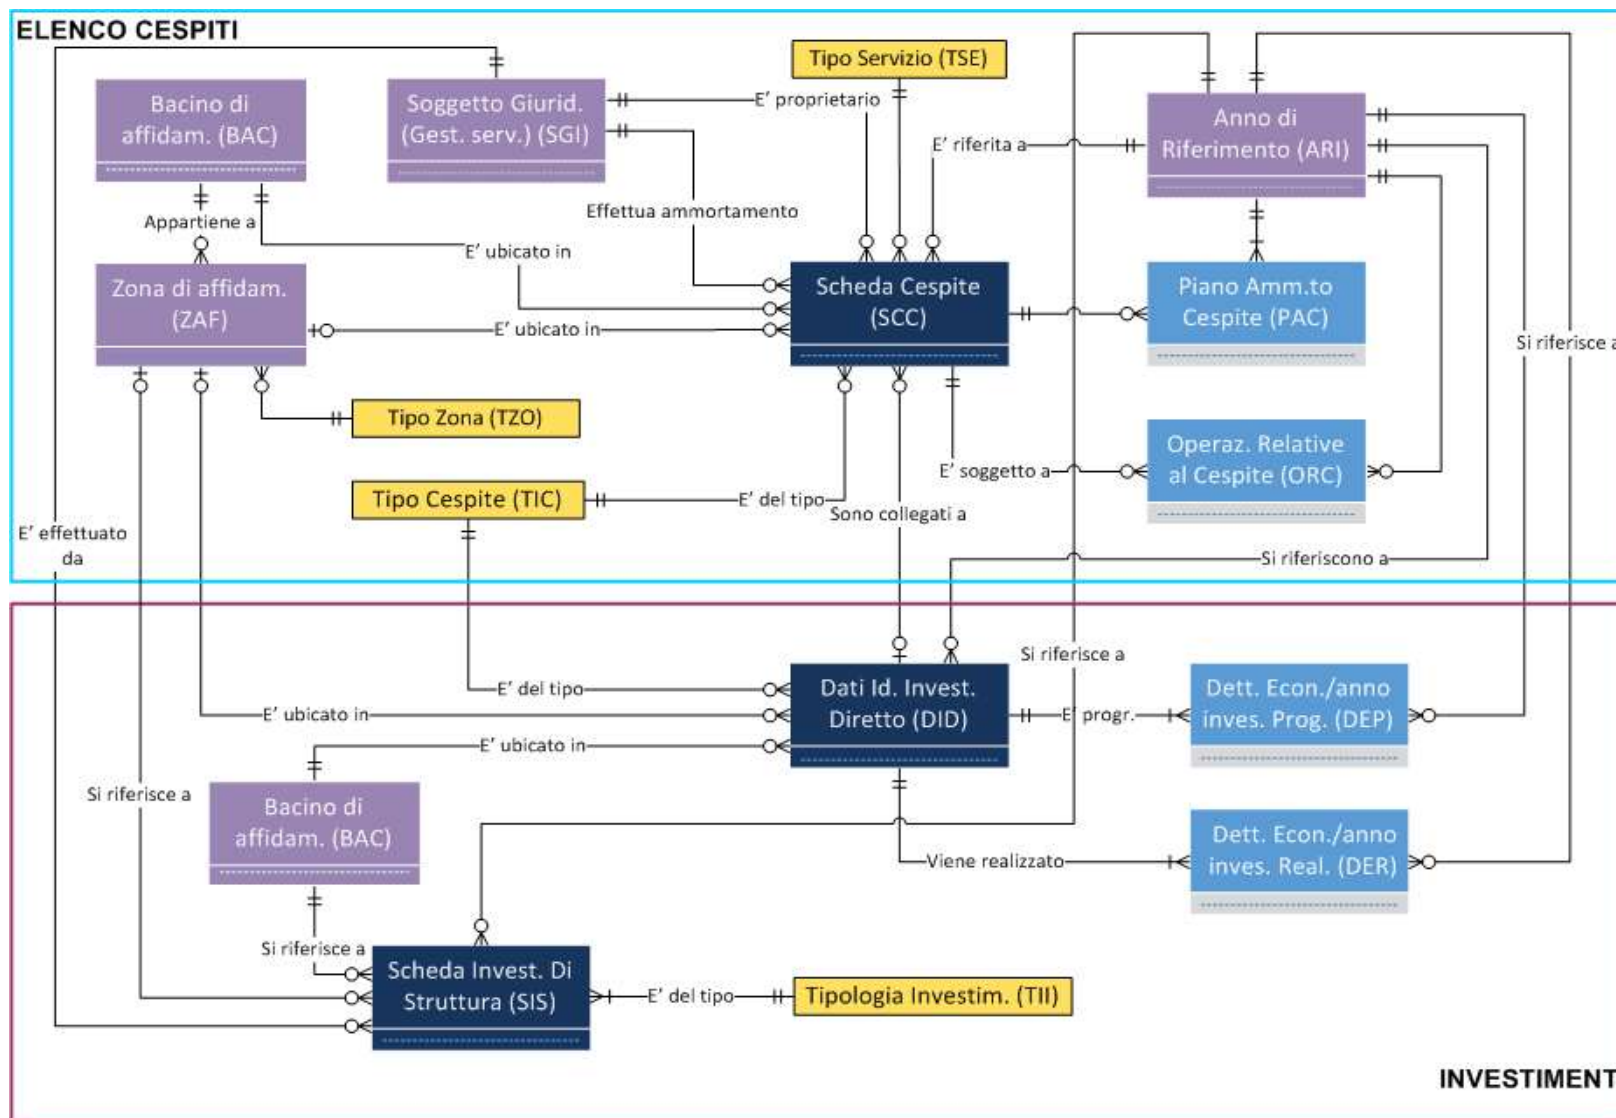 ELENCO CESPITI
Tipo Servizio (TSE)
Bacino di
affidam. (BAC)
Soggetto Giurid.
(Gest. serv.) (SGI)
E' proprietario
Anno di
Riferimento (ARI)
E' riferita a
Effettua ammortamento
Appartiene a
E' ubicato in
Zona di affidam.
(ZAF)
E' ubicato in
Scheda Cespite
(SCC)
Piano Amm.to
Cespite (PAC)
Si riferisce a
Tipo Zona (TZO)
Operaz. Relative
al Cespite (ORC)
E' soggetto a
Tipo Cespite (TIC)
E' del tipo
Sono collegati a
E' effettuato
da
Si riferiscono a
Si riferisce a
E' del tipo
Dati Id. Invest.
Diretto (DID)
E' progr.
Dett. Econ./anno
inves. Prog. (DEP)
E' ubicato in
E' ubicato in
Si riferisce a
Bacino di
affidam. (BAC)
Viene realizzato
Dett. Econ./anno
inves. Real. (DER)
Si riferisce a
Scheda Invest. Di
Struttura (SIS)
E' del tipo
Tipologia Investim. (TII)
INVESTIMENT